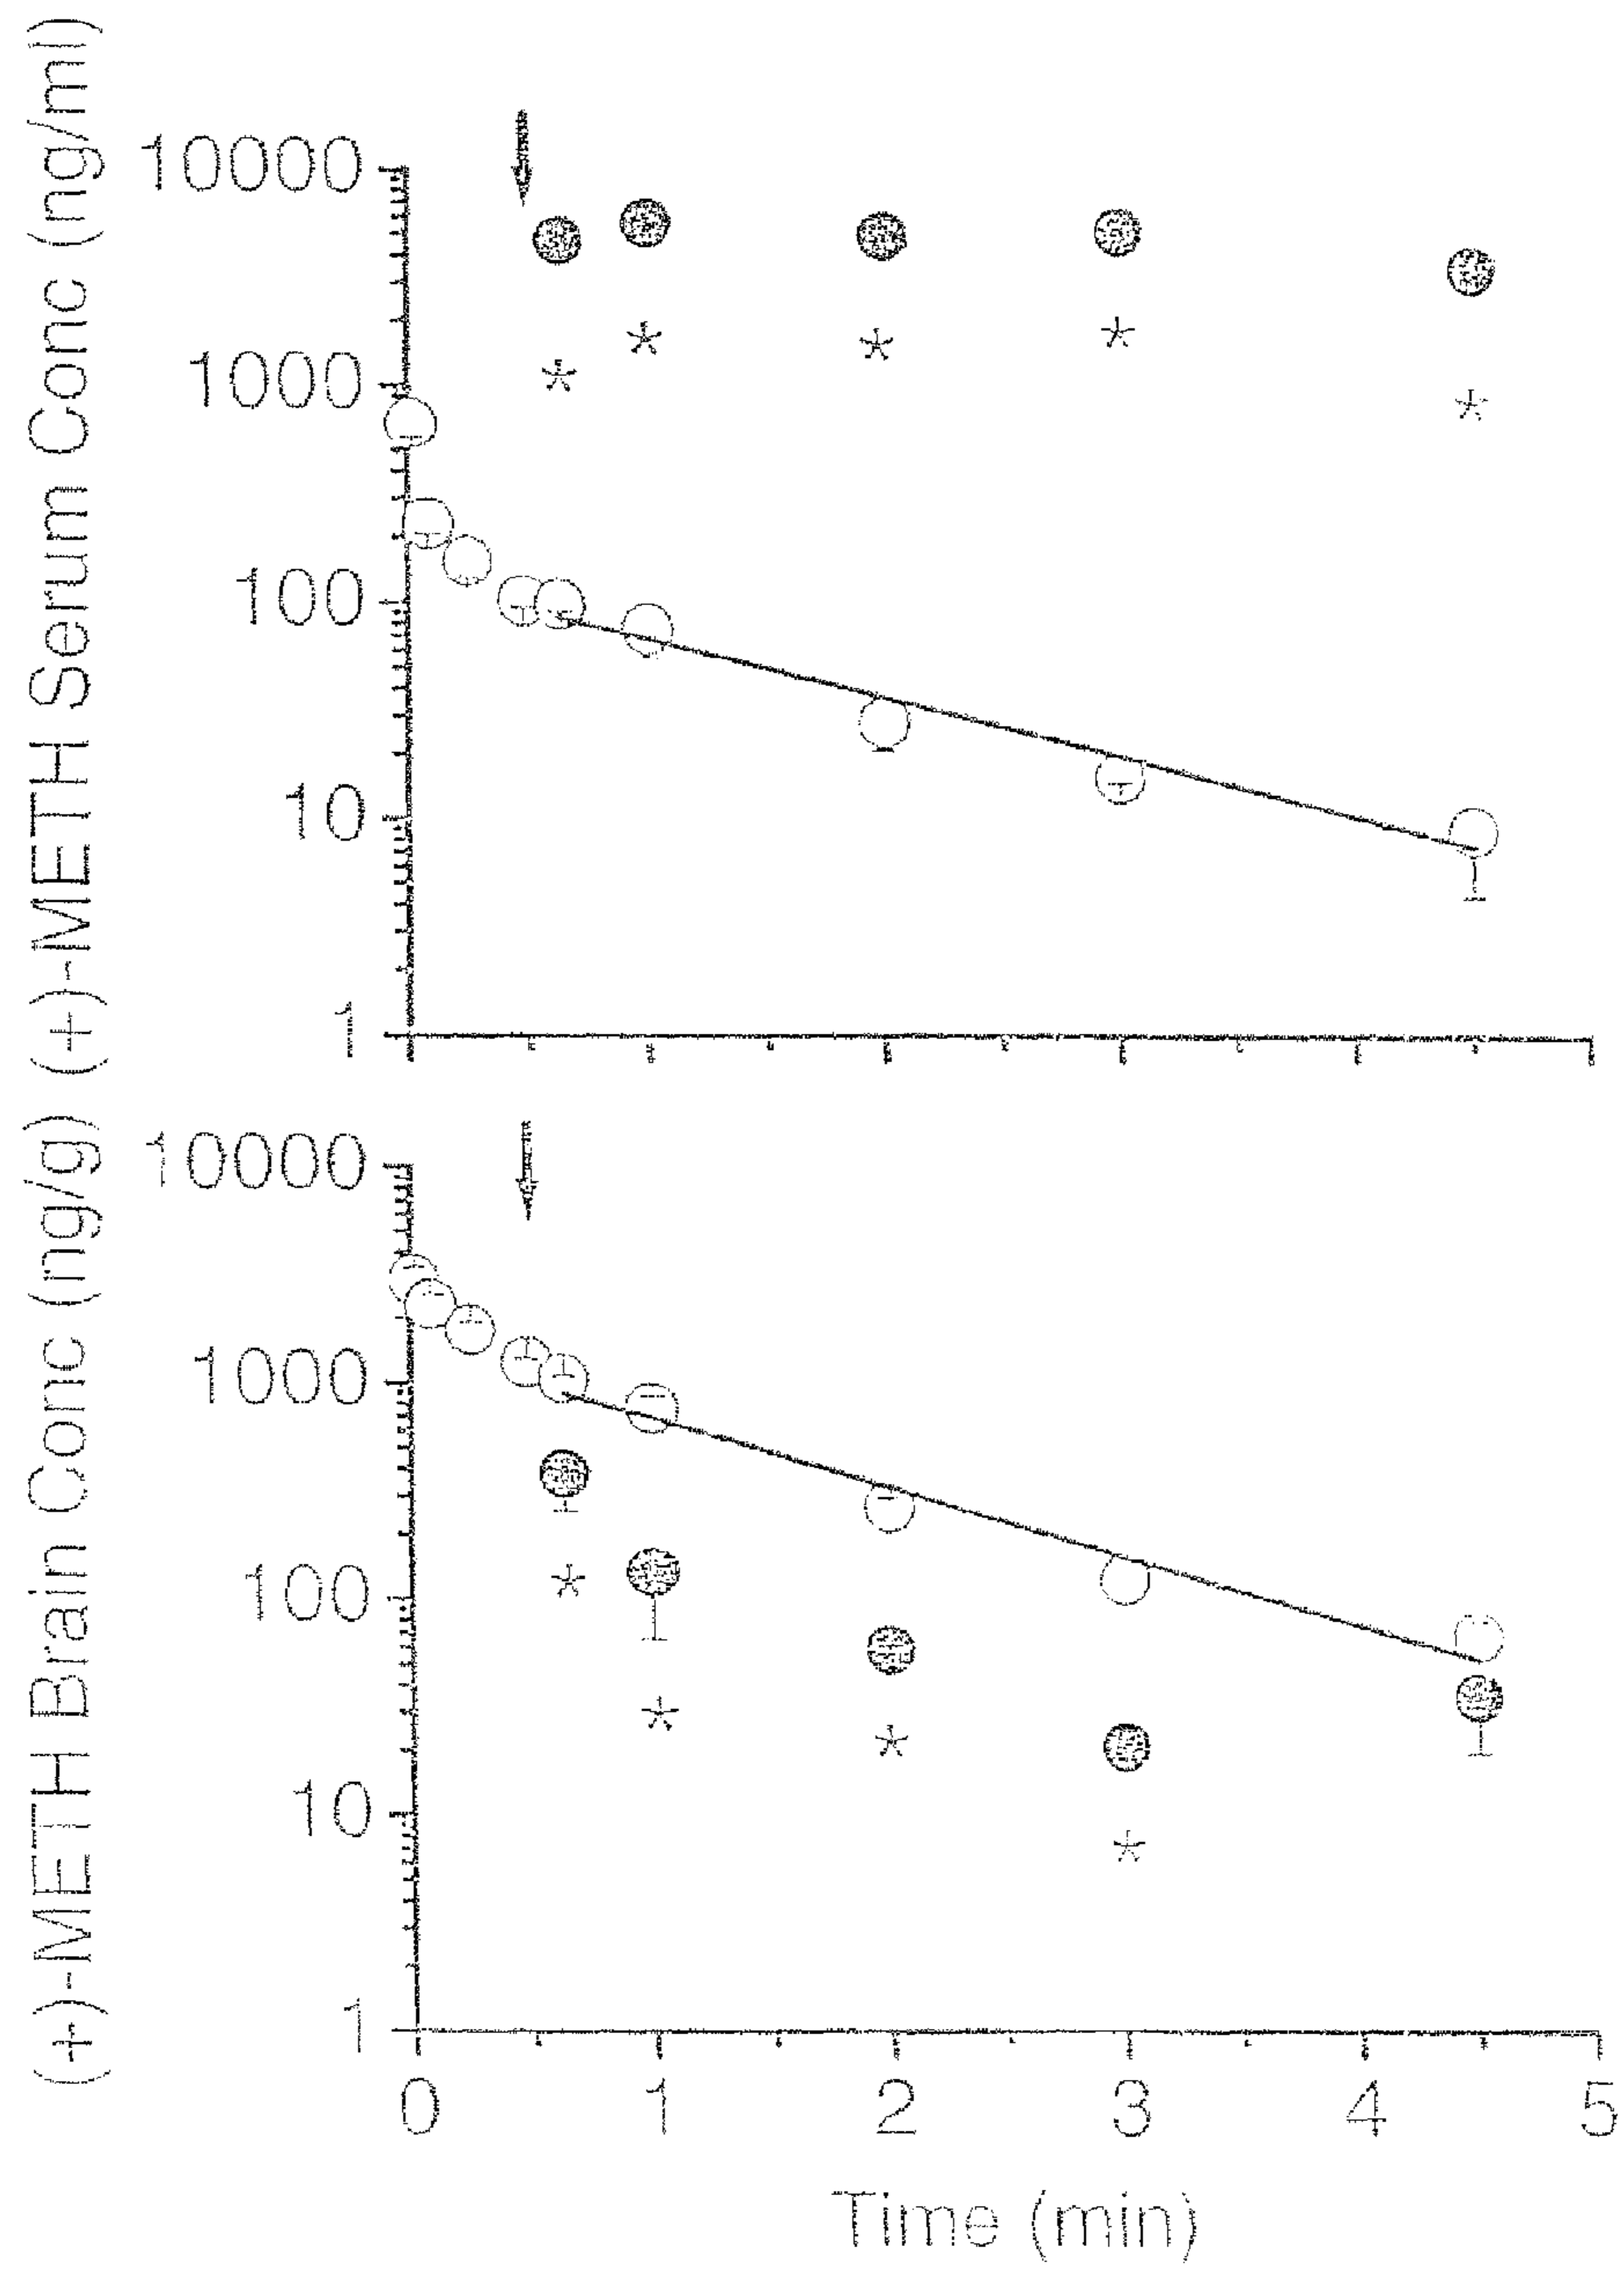 (+)-METH Serum Conc (ng/ml)
10000
1000
100
10
1
(+)-METH Brain Conc (ng/g)
10000
1000
100
10
1
0 1 2 3 4 5
Time (min)